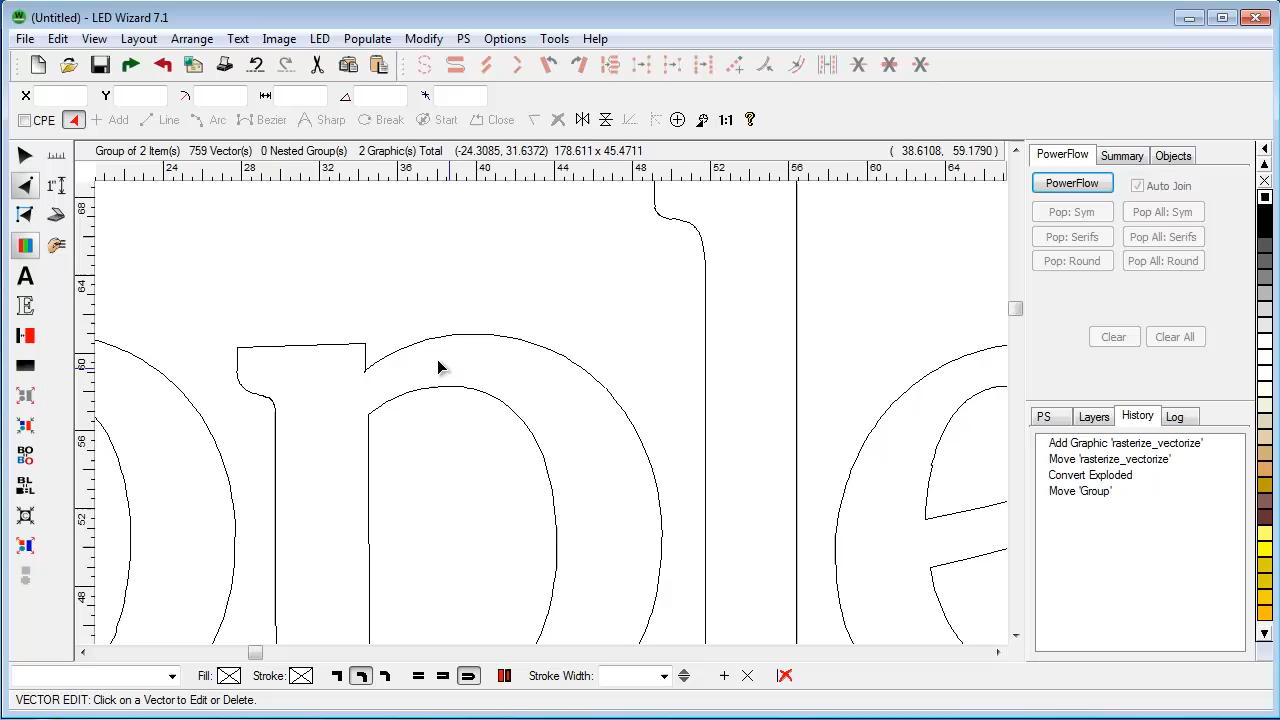 (Untitled) - LED Wizard 7.1
File Edit View Layout Arrange Text Image LED Populate Modify PS Options Tools Help
X Y
CPE Add Line Arc Bezier Sharp Break Start Close 1:1 ?
Group of 2 Item(s) 759 Vector(s) 0 Nested Group(s) 2 Graphic(s) Total (-24.3085, 31.6372) 178.611 x 45.4711 ( 38.6108, 59.1790 )
24 28 32 36 40 44 48 52 56 60 64
68
64
60
56
52
48
1"
A
E
BO
BO
BL
BL
PowerFlow Summary Objects
PowerFlow Auto Join
Pop: Sym Pop All: Sym
Pop: Serifs Pop All: Serifs
Pop: Round Pop All: Round
Clear Clear All
PS Layers History Log
Add Graphic 'rasterize_vectorize'
Move 'rasterize_vectorize'
Convert Exploded
Move 'Group'
n e
Fill: Stroke: Stroke Width:
VECTOR EDIT: Click on a Vector to Edit or Delete.